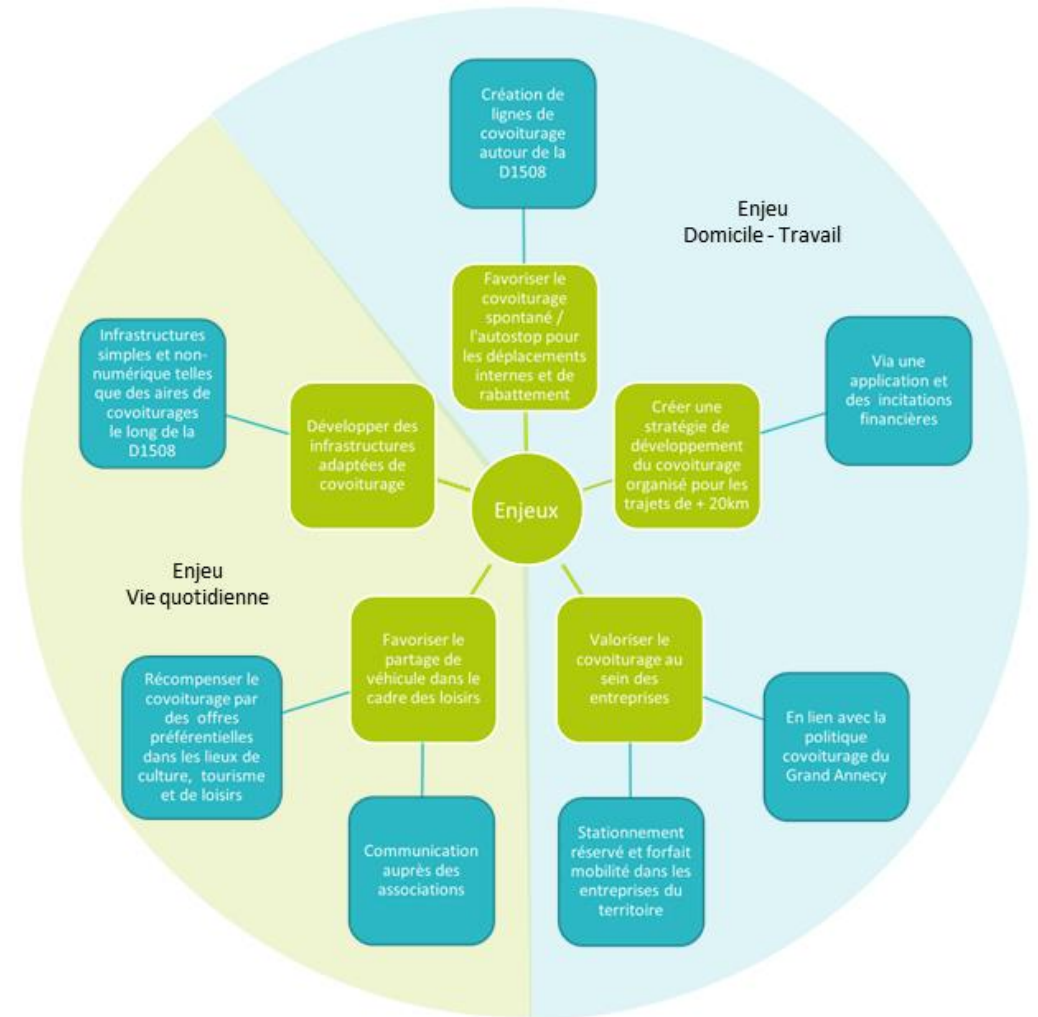 Création de
lignes de
covoiturage
autour de la
D1508
Enjeu
Domicile - Travail
Favoriser le
covoiturage
spontané /
l'autostop pour
les déplacements
internes et de
rabattement
Infrastructures
simples et non-
numérique telles
que des aires de
covoiturages
le long de la
D1508
Via une
application et
des incitations
financières
Développer des
infrastructures
adaptées de
covoiturage
Créer une
stratégie de
développement
du covoiturage
organisé pour les
trajets de + 20km
Enjeux
Enjeu
Vie quotidienne
Favoriser le
partage de
véhicule dans le
cadre des loisirs
Valoriser le
covoiturage au
sein des
entreprises
Récompenser le
covoiturage par
des offres
préférentielles
dans les lieux de
culture, tourisme
et de loisirs
En lien avec la
politique
covoiturage du
Grand Annecy
Communication
auprès des
associations
Stationnement
réservé et forfait
mobilité dans les
entreprises du
territoire